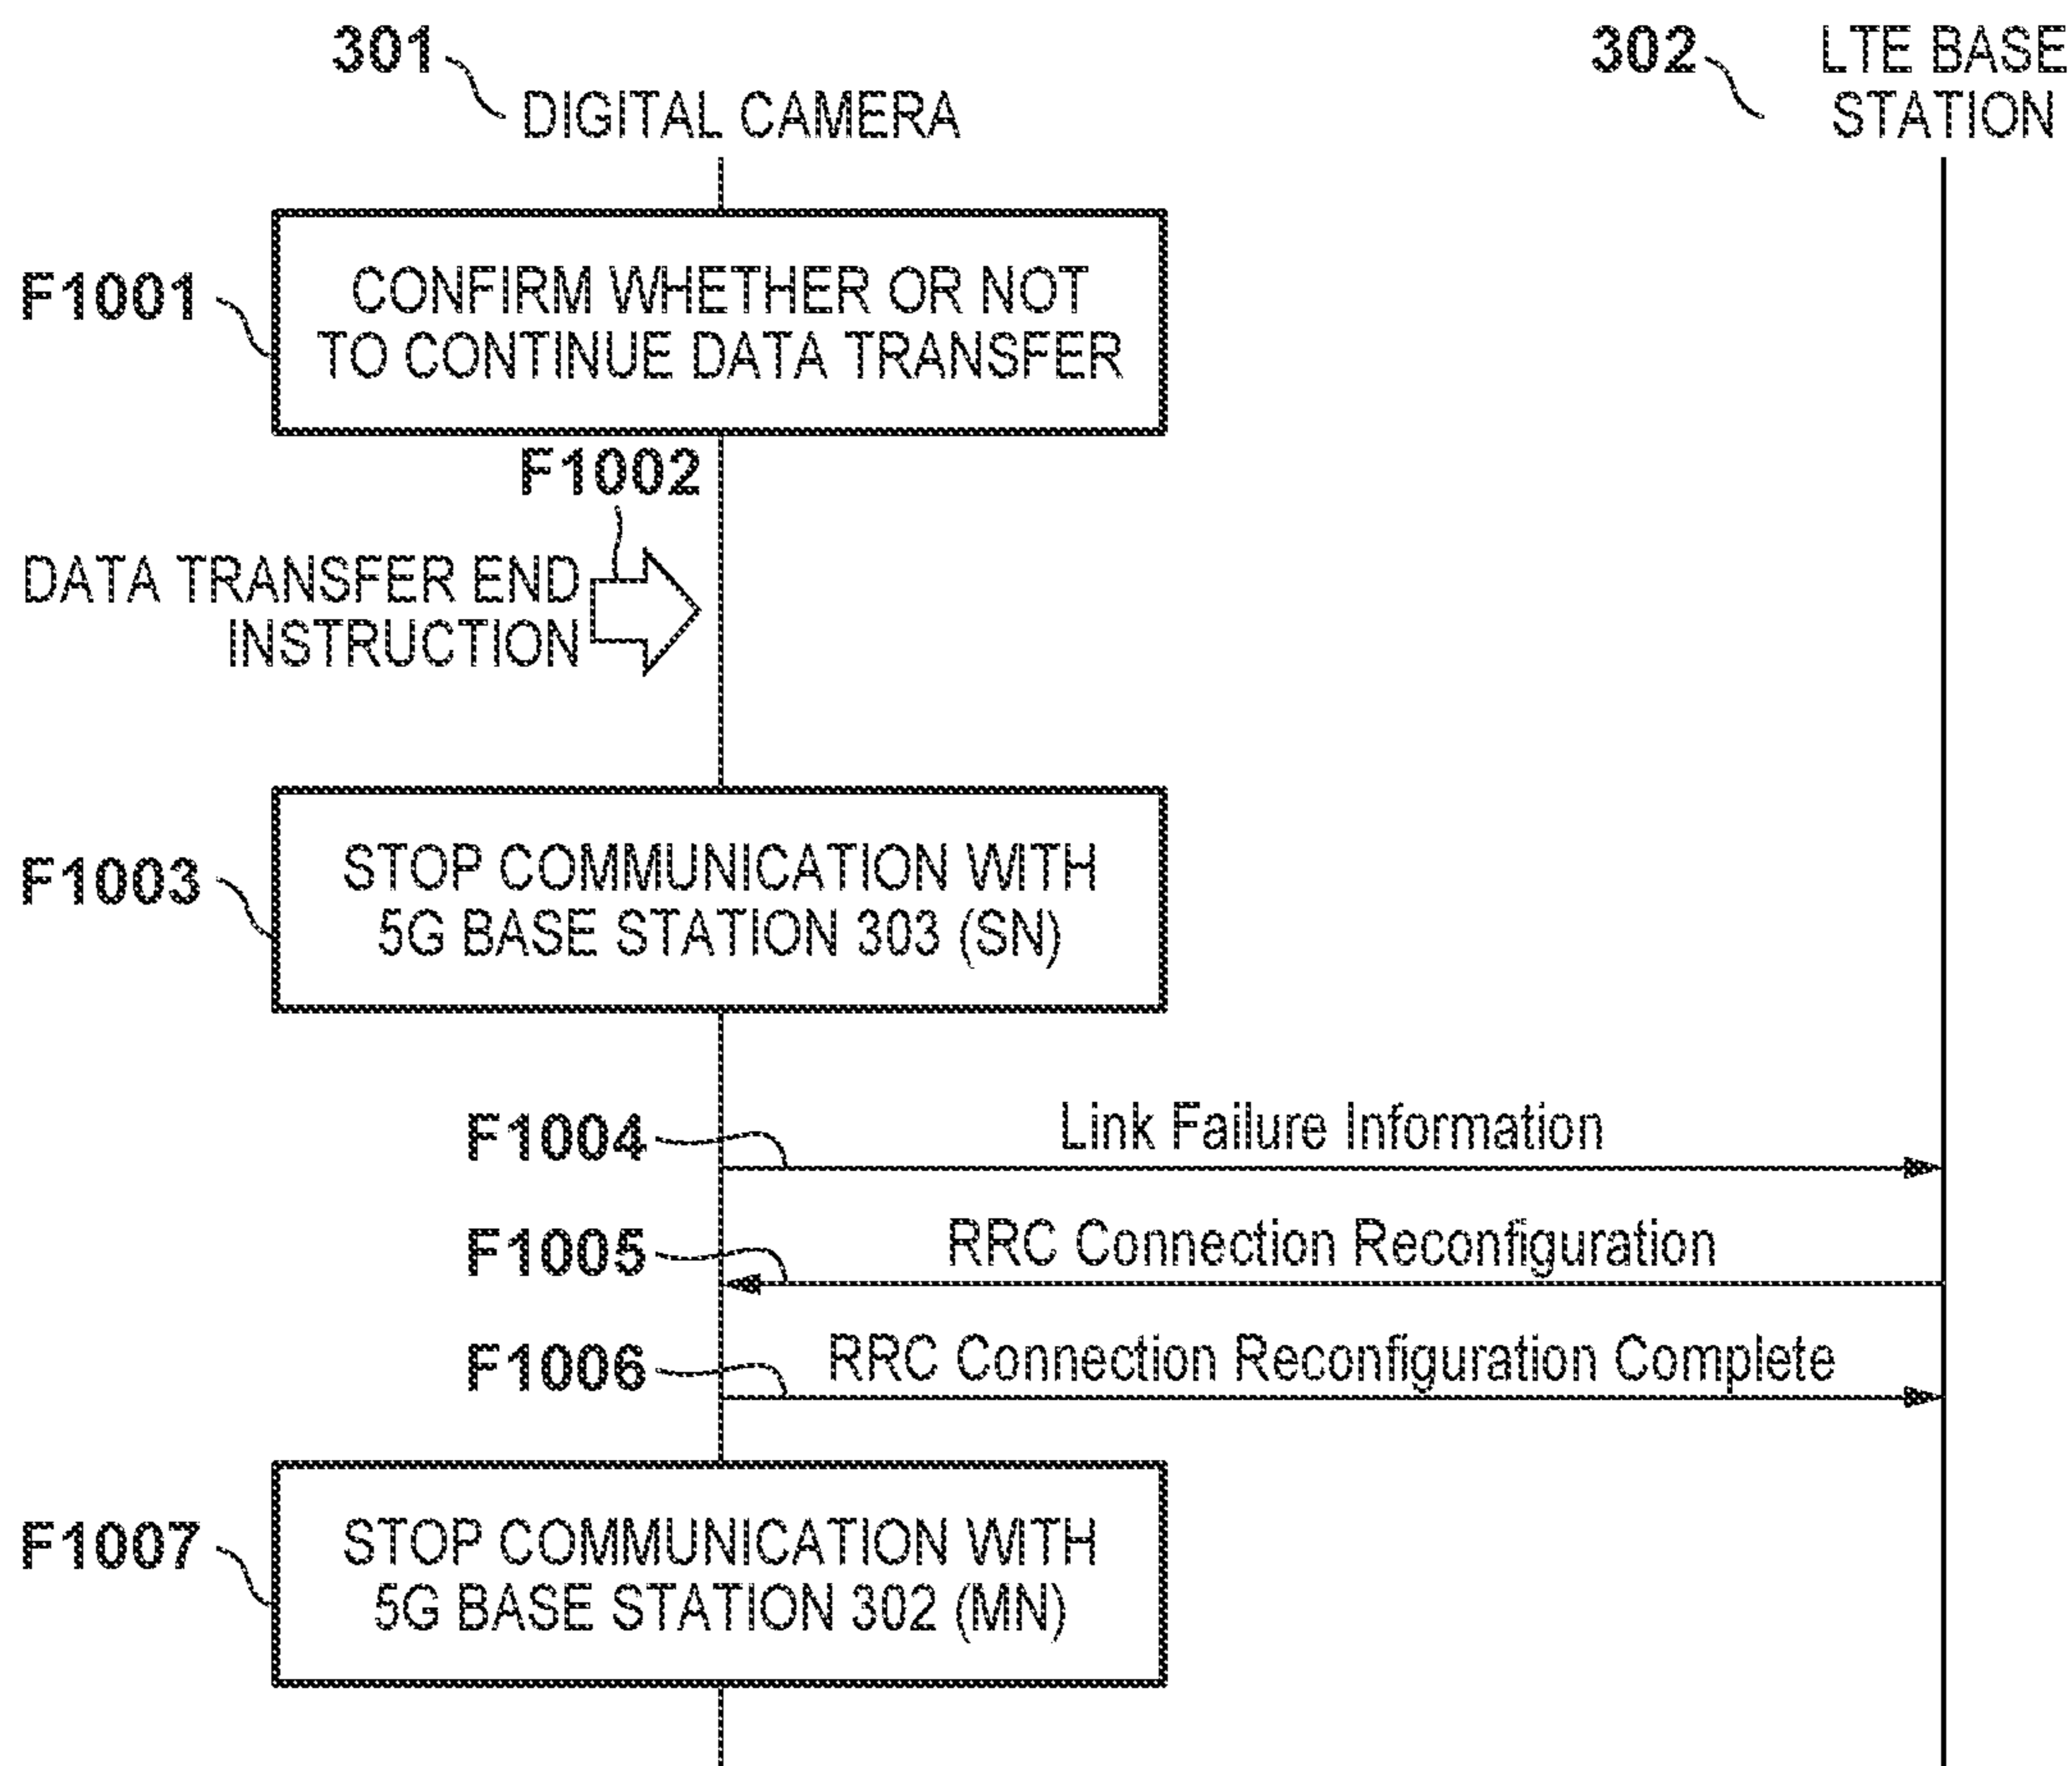 301
DIGITAL CAMERA
302
LTE BASE
STATION
F1001
CONFIRM WHETHER OR NOT
TO CONTINUE DATA TRANSFER
F1002
DATA TRANSFER END
INSTRUCTION
F1003
STOP COMMUNICATION WITH
5G BASE STATION 303 (SN)
F1004
Link Failure Information
F1005
RRC Connection Reconfiguration
F1006
RRC Connection Reconfiguration Complete
F1007
STOP COMMUNICATION WITH
5G BASE STATION 302 (MN)